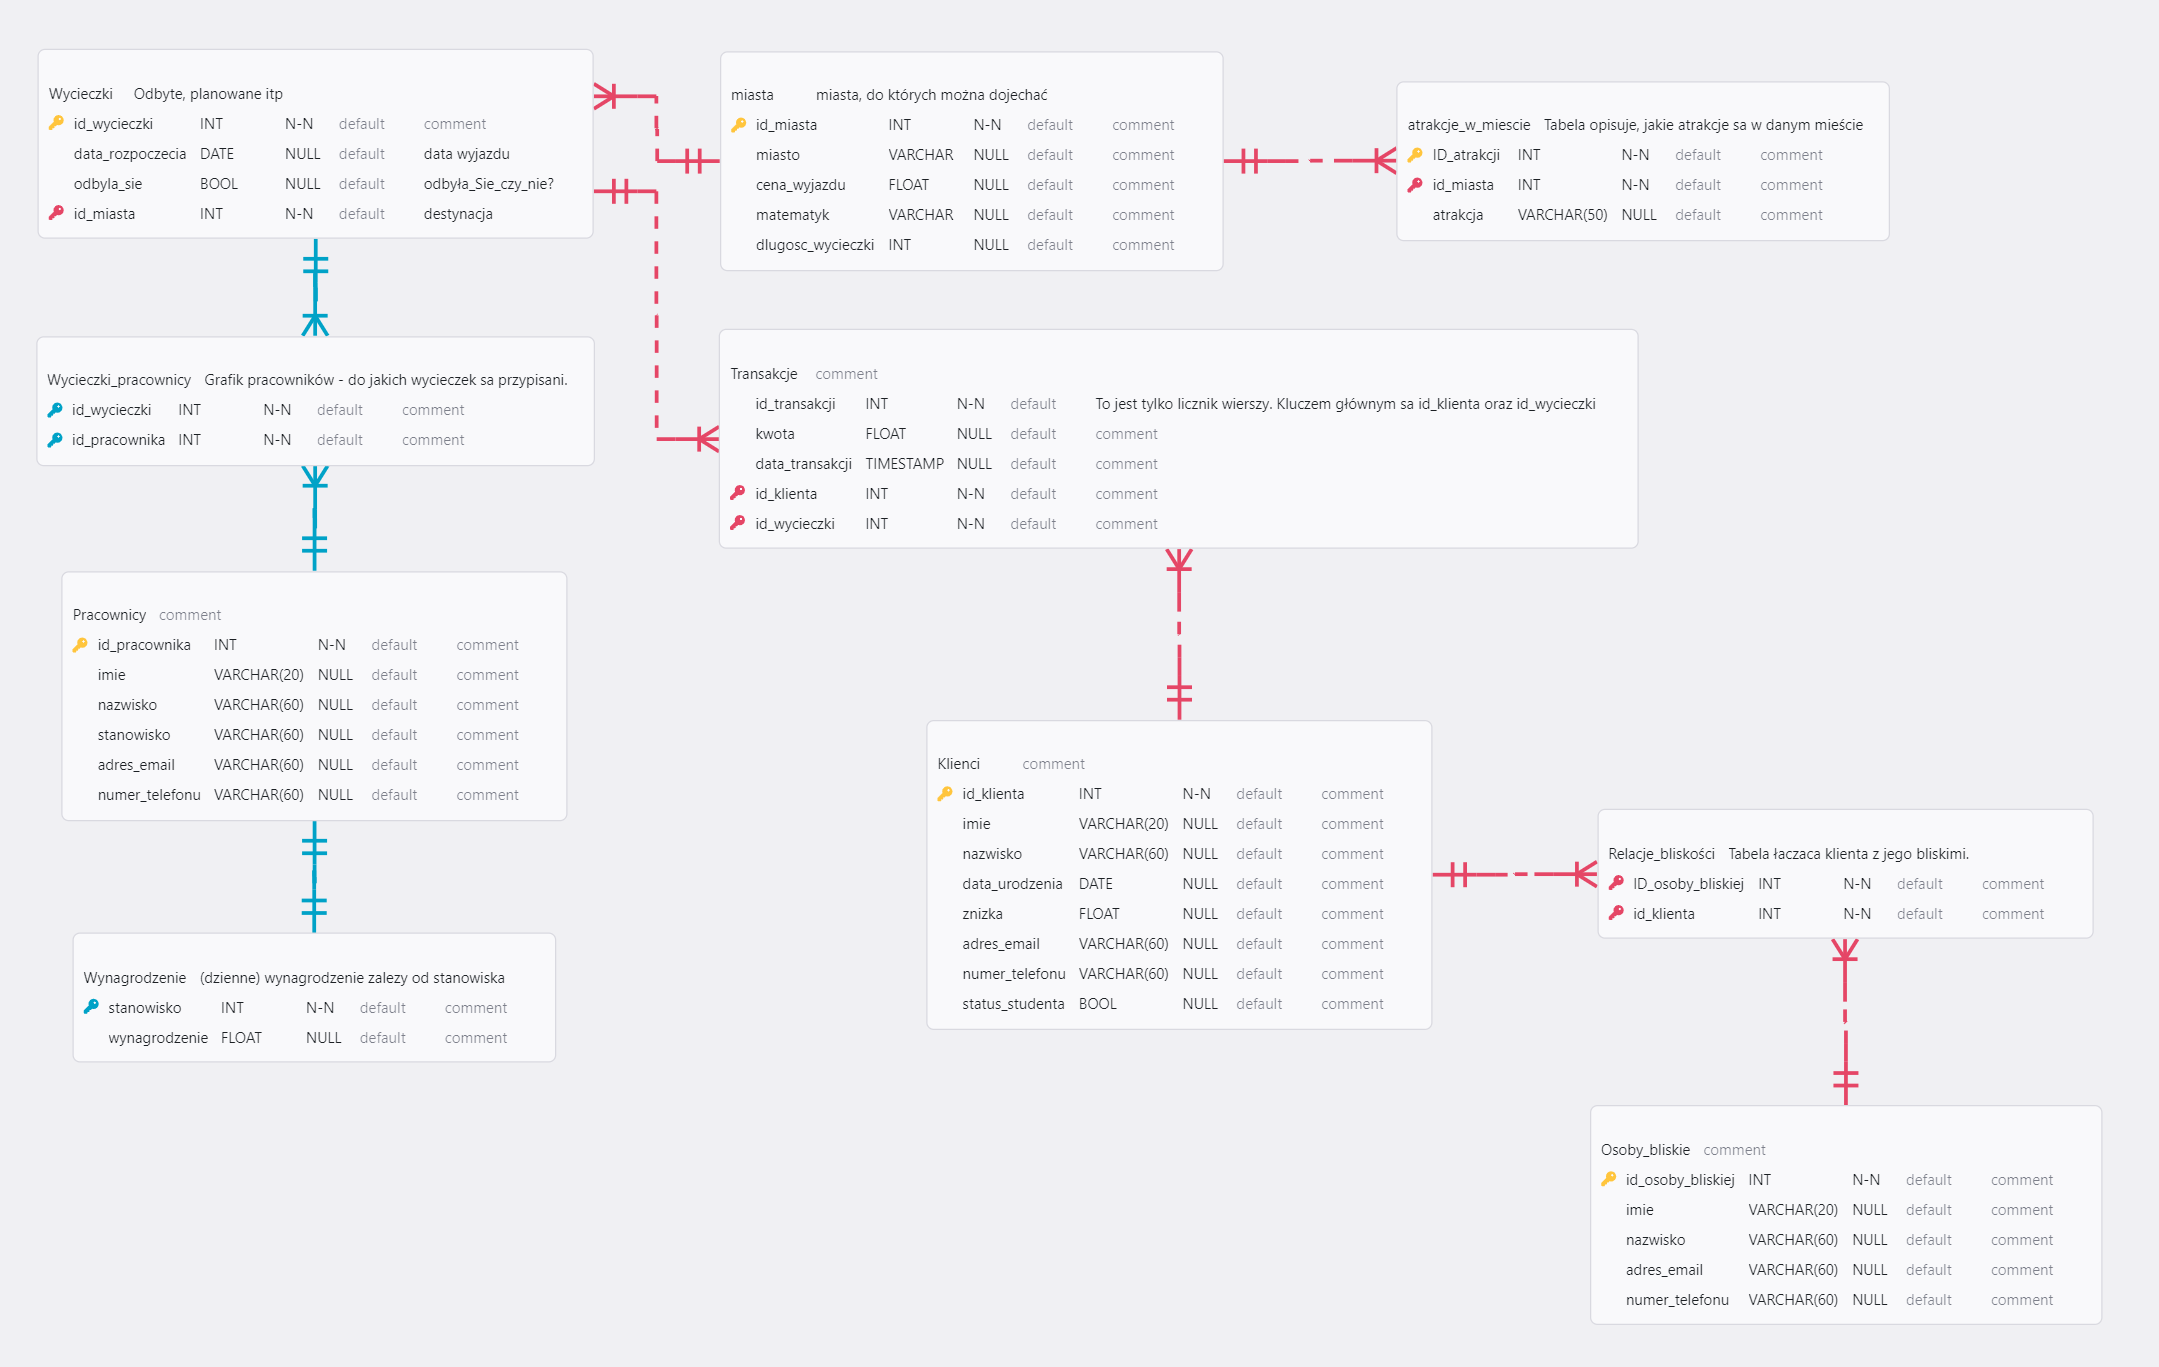 Wycieczki Odbyte, planowane itp
id_wycieczki INT N-N default comment
data_rozpoczecia DATE NULL default data wyjazdu
odbyla_sie BOOL NULL default odbyła_Sie_czy_nie?
id_miasta INT N-N default destynacja
miasta miasta, do których można dojechać
id_miasta INT N-N default comment
miasto VARCHAR NULL default comment
cena_wyjazdu FLOAT NULL default comment
matematyk VARCHAR NULL default comment
dlugosc_wycieczki INT NULL default comment
atrakcje_w_miescie Tabela opisuje, jakie atrakcje sa w danym mieście
ID_atrakcji INT N-N default comment
id_miasta INT N-N default comment
atrakcja VARCHAR(50) NULL default comment
Wycieczki_pracownicy Grafik pracowników - do jakich wycieczek sa przypisani.
id_wycieczki INT N-N default comment
id_pracownika INT N-N default comment
Transakcje comment
id_transakcji INT N-N default To jest tylko licznik wierszy. Kluczem głównym sa id_klienta oraz id_wycieczki
kwota FLOAT NULL default comment
data_transakcji TIMESTAMP NULL default comment
id_klienta INT N-N default comment
id_wycieczki INT N-N default comment
Pracownicy comment
id_pracownika INT N-N default comment
imie VARCHAR(20) NULL default comment
nazwisko VARCHAR(60) NULL default comment
stanowisko VARCHAR(60) NULL default comment
adres_email VARCHAR(60) NULL default comment
numer_telefonu VARCHAR(60) NULL default comment
Klienci comment
id_klienta INT N-N default comment
imie VARCHAR(20) NULL default comment
nazwisko VARCHAR(60) NULL default comment
data_urodzenia DATE NULL default comment
znizka FLOAT NULL default comment
adres_email VARCHAR(60) NULL default comment
numer_telefonu VARCHAR(60) NULL default comment
status_studenta BOOL NULL default comment
Relacje_bliskości Tabela łaczaca klienta z jego bliskimi.
ID_osoby_bliskiej INT N-N default comment
id_klienta INT N-N default comment
Wynagrodzenie (dzienne) wynagrodzenie zalezy od stanowiska
stanowisko INT N-N default comment
wynagrodzenie FLOAT NULL default comment
Osoby_bliskie comment
id_osoby_bliskiej INT N-N default comment
imie VARCHAR(20) NULL default comment
nazwisko VARCHAR(60) NULL default comment
adres_email VARCHAR(60) NULL default comment
numer_telefonu VARCHAR(60) NULL default comment